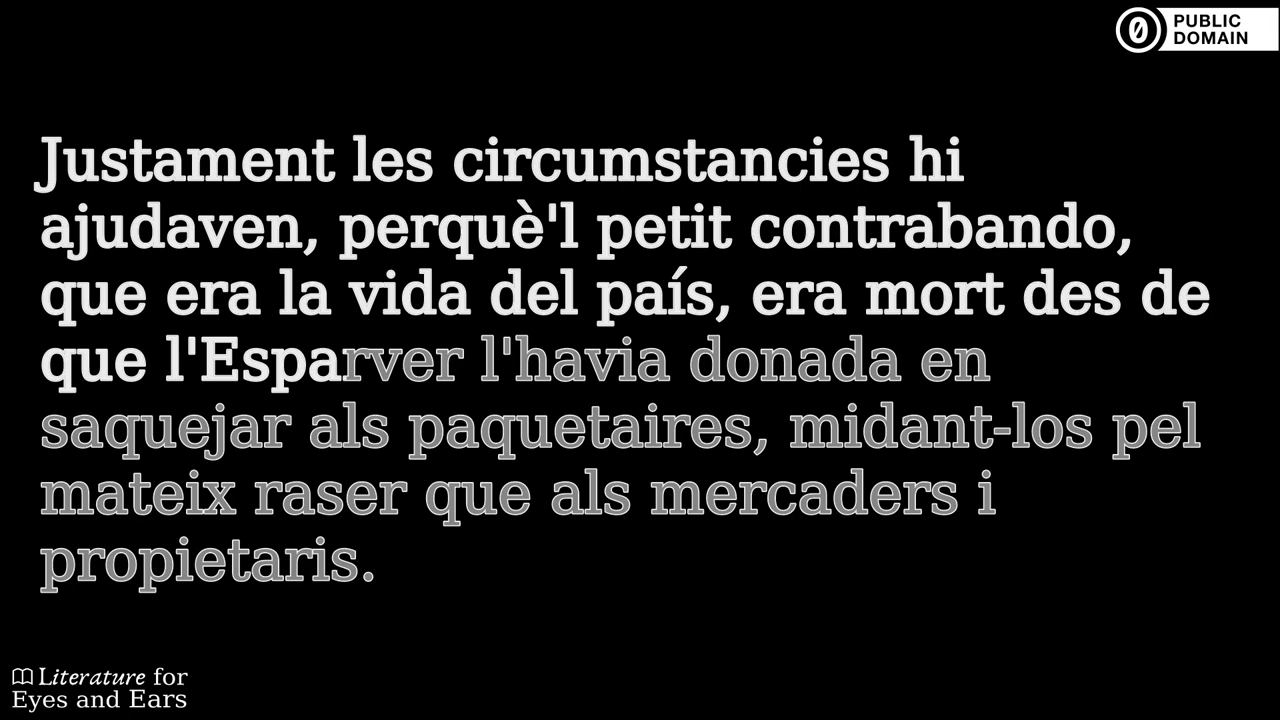 PUBLIC
DOMAIN
Justament les circumstancies hi
ajudaven, perquè'l petit contrabando,
que era la vida del país, era mort des de
que l'Esparver l'havia donada en
saquejar als paquetaires, midant-los pel
mateix raser que als mercaders i
propietaris.
Literature for
Eyes and Ears